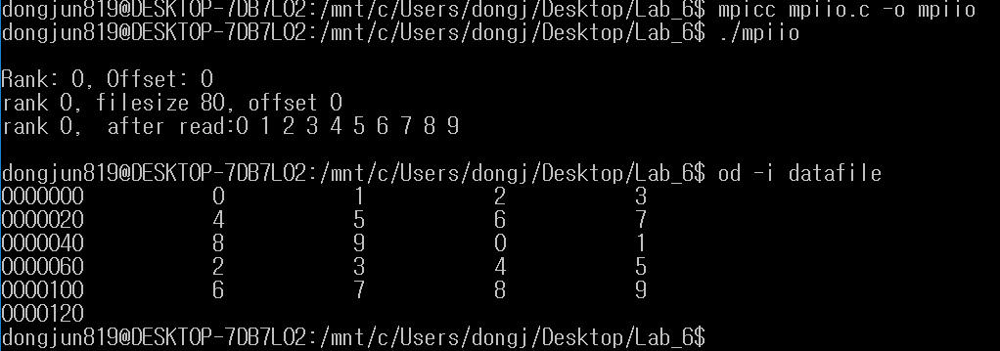 dongjun819@DESKTOP-7DB7LO2:/mnt/c/Users/dongj/Desktop/Lab_6$ mpicc mpiio.c -o mpiio
dongjun819@DESKTOP-7DB7LO2:/mnt/c/Users/dongj/Desktop/Lab_6$ ./mpiio
Rank: 0, Offset: 0
rank 0, filesize 80, offset 0
rank 0,  after read:0 1 2 3 4 5 6 7 8 9
dongjun819@DESKTOP-7DB7LO2:/mnt/c/Users/dongj/Desktop/Lab_6$ od -i datafile
0000000 0 1 2 3
0000020 4 5 6 7
0000040 8 9 0 1
0000060 2 3 4 5
0000100 6 7 8 9
0000120
dongjun819@DESKTOP-7DB7LO2:/mnt/c/Users/dongj/Desktop/Lab_6$